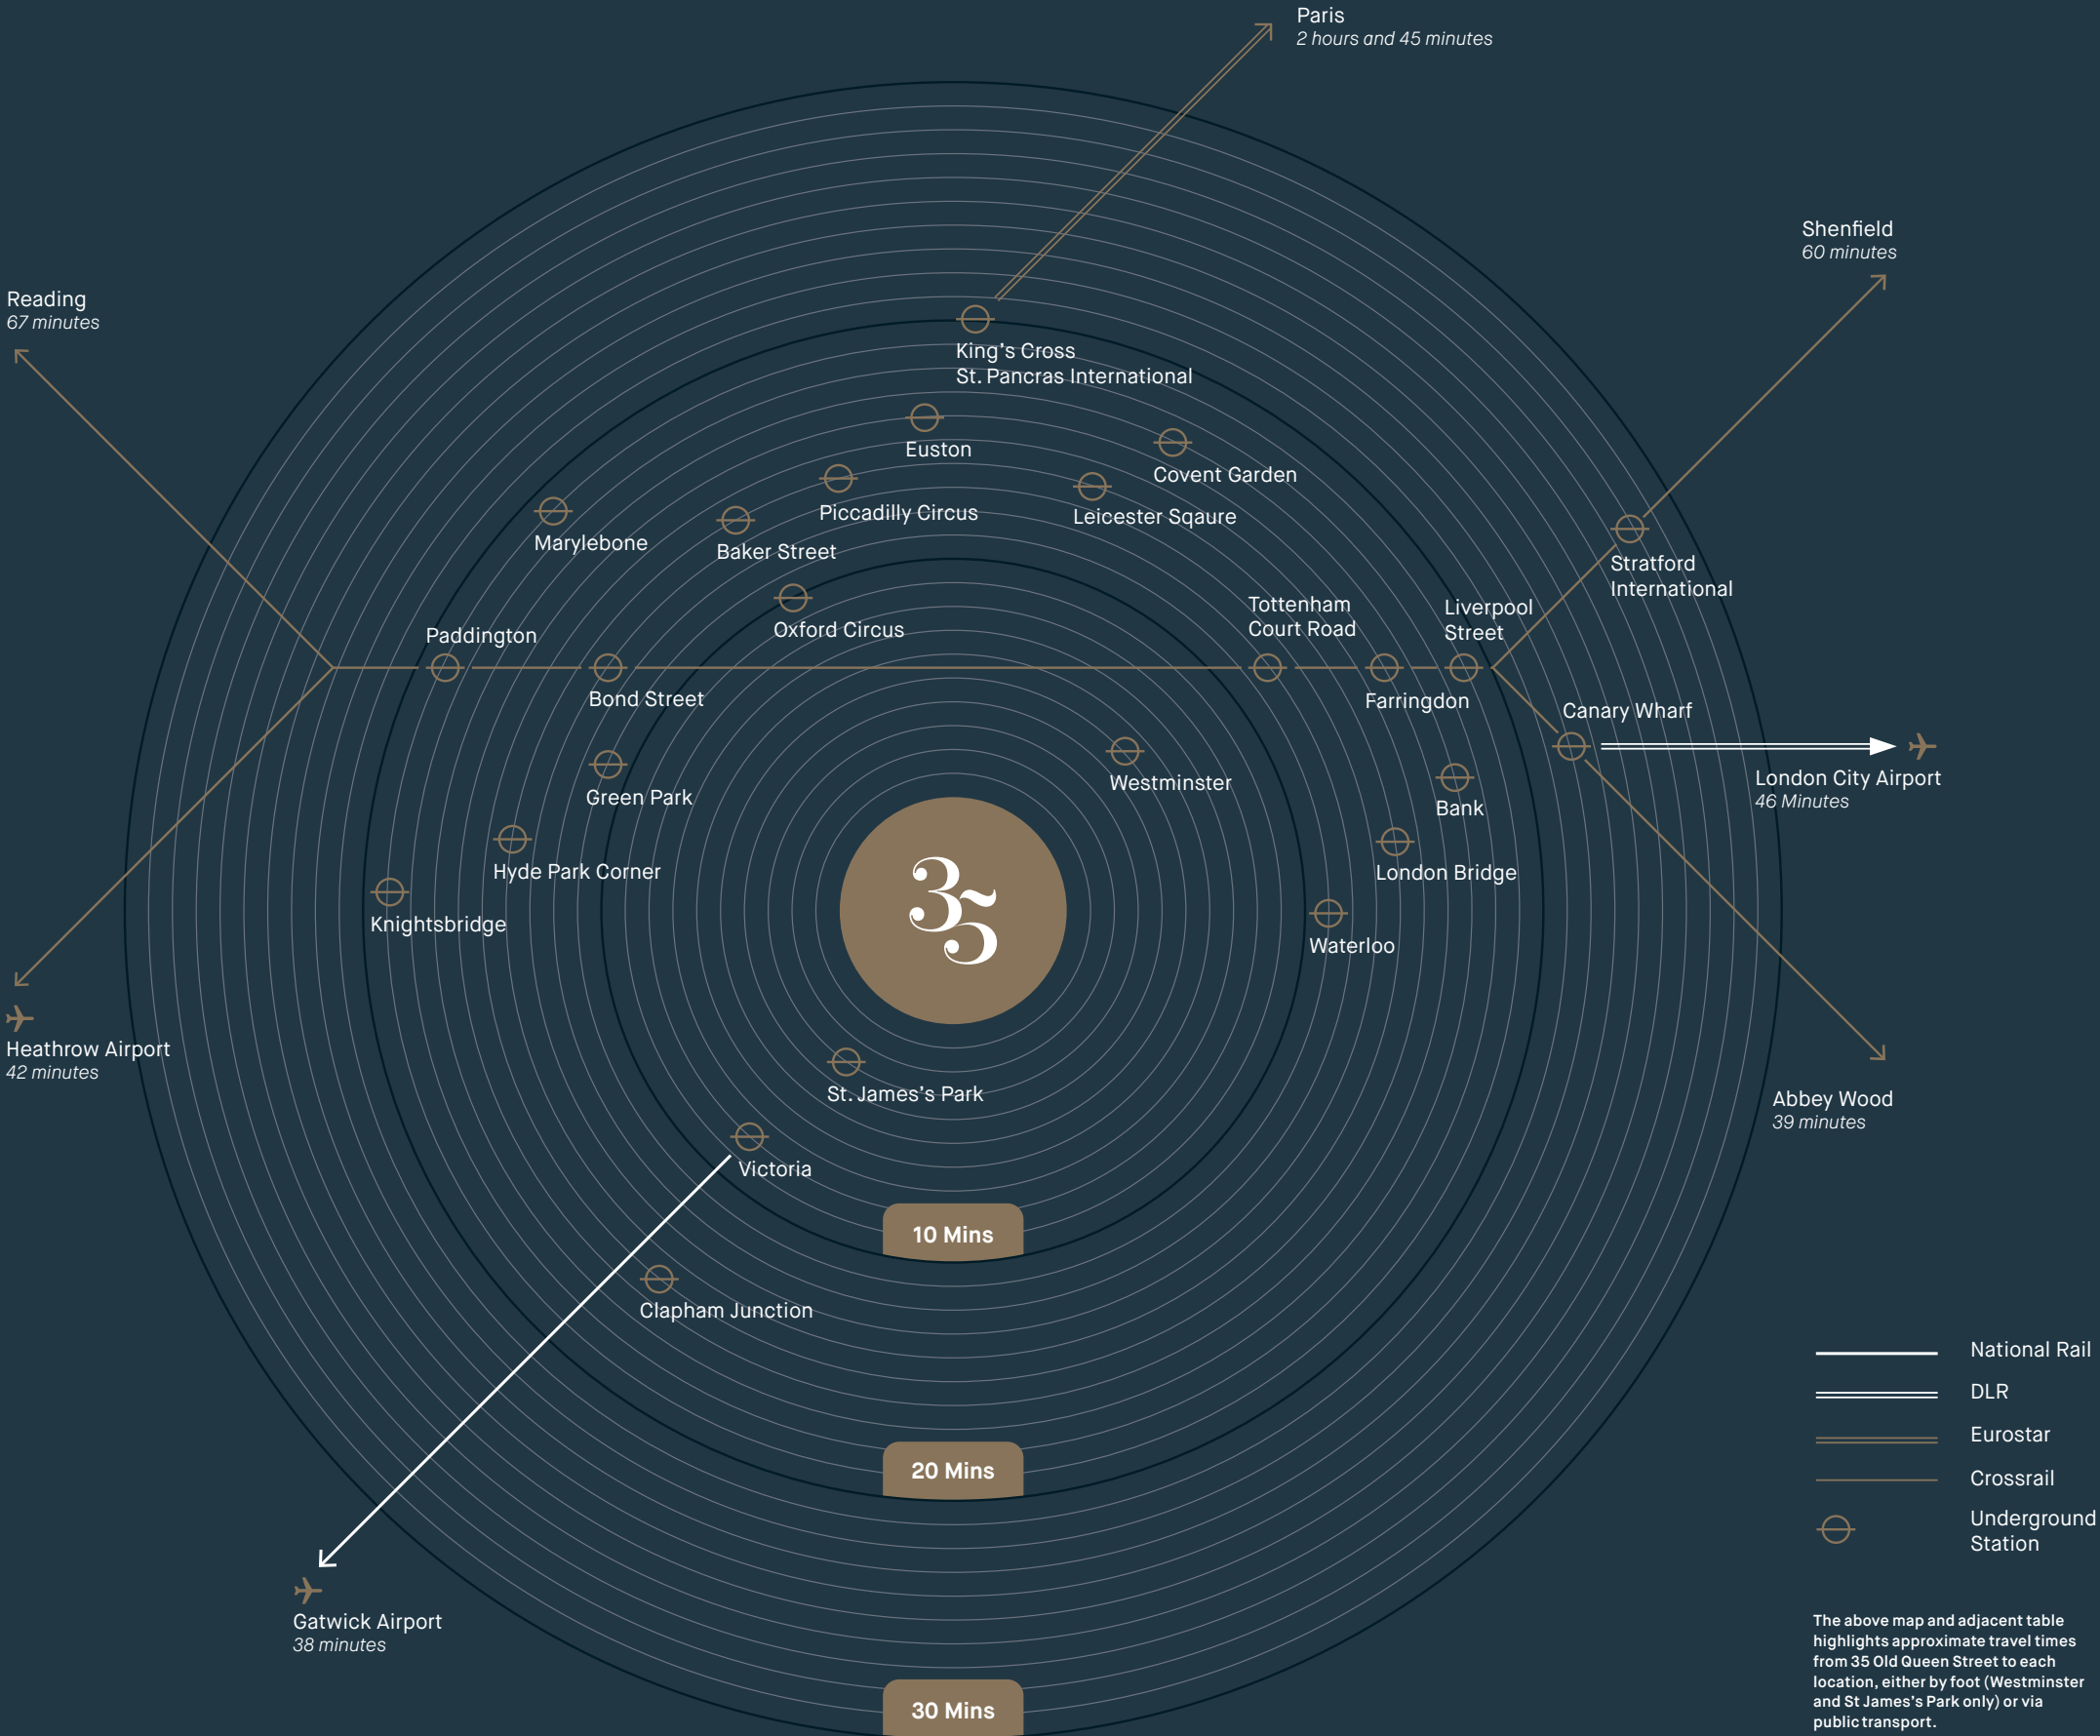 Paris
2 hours and 45 minutes
Shenfield
60 minutes
Reading
67 minutes
King's Cross
St. Pancras International
Euston
Covent Garden
Piccadilly Circus
Leicester Sqaure
Marylebone
Baker Street
Stratford
International
Oxford Circus
Tottenham
Court Road
Liverpool
Street
Paddington
Bond Street
Farringdon
Canary Wharf
Westminster
London City Airport
46 Minutes
Green Park
Bank
Hyde Park Corner
London Bridge
35
Knightsbridge
Waterloo
Heathrow Airport
42 minutes
St. James's Park
Abbey Wood
39 minutes
Victoria
10 Mins
Clapham Junction
National Rail
DLR
Eurostar
20 Mins
Crossrail
Underground
Station
Gatwick Airport
38 minutes
30 Mins
The above map and adjacent table
highlights approximate travel times
from 35 Old Queen Street to each
location, either by foot (Westminster
and St James's Park only) or via
public transport.